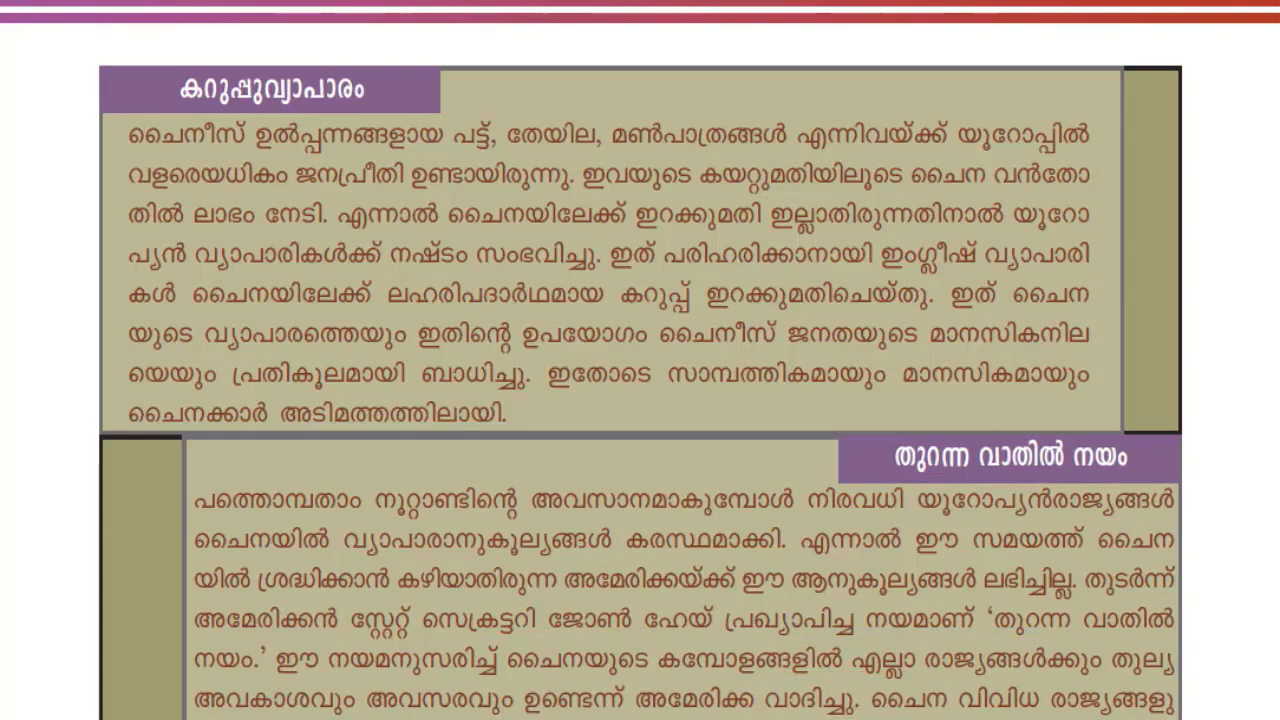 കറുപ്പുവ്യാപാരം
ചൈനീസ് ഉൽപ്പന്നങ്ങളായ പട്ട്, തേയില, മൺപാത്രങ്ങൾ എന്നിവയ്ക്ക് യൂറോപ്പിൽ
വളരെയധികം ജനപ്രീതി ഉണ്ടായിരുന്നു. ഇവയുടെ കയറ്റുമതിയിലൂടെ ചൈന വൻതോ
തിൽ ലാഭം നേടി. എന്നാൽ ചൈനയിലേക്ക് ഇറക്കുമതി ഇല്ലാതിരുന്നതിനാൽ യൂറോ
പ്യൻ വ്യാപാരികൾക്ക് നഷ്ടം സംഭവിച്ചു. ഇത് പരിഹരിക്കാനായി ഇംഗ്ലീഷ് വ്യാപാരി
കൾ ചൈനയിലേക്ക് ലഹരിപദാർഥമായ കറുപ്പ് ഇറക്കുമതിചെയ്തു. ഇത് ചൈന
യുടെ വ്യാപാരത്തെയും ഇതിന്റെ ഉപയോഗം ചൈനീസ് ജനതയുടെ മാനസികനില
യെയും പ്രതികൂലമായി ബാധിച്ചു. ഇതോടെ സാമ്പത്തികമായും മാനസികമായും
ചൈനക്കാർ അടിമത്തത്തിലായി.
തുറന്ന വാതിൽ നയം
പത്തൊമ്പതാം നൂറ്റാണ്ടിന്റെ അവസാനമാകുമ്പോൾ നിരവധി യൂറോപ്യൻരാജ്യങ്ങൾ
ചൈനയിൽ വ്യാപാരാനുകൂല്യങ്ങൾ കരസ്ഥമാക്കി. എന്നാൽ ഈ സമയത്ത് ചൈന
യിൽ ശ്രദ്ധിക്കാൻ കഴിയാതിരുന്ന അമേരിക്കയ്ക്ക് ഈ ആനുകൂല്യങ്ങൾ ലഭിച്ചില്ല. തുടർന്ന്
അമേരിക്കൻ സ്റ്റേറ്റ് സെക്രട്ടറി ജോൺ ഹേയ് പ്രഖ്യാപിച്ച നയമാണ് ‘തുറന്ന വാതിൽ
നയം.’ ഈ നയമനുസരിച്ച് ചൈനയുടെ കമ്പോളങ്ങളിൽ എല്ലാ രാജ്യങ്ങൾക്കും തുല്യ
അവകാശവും അവസരവും ഉണ്ടെന്ന് അമേരിക്ക വാദിച്ചു. ചൈന വിവിധ രാജ്യങ്ങളു